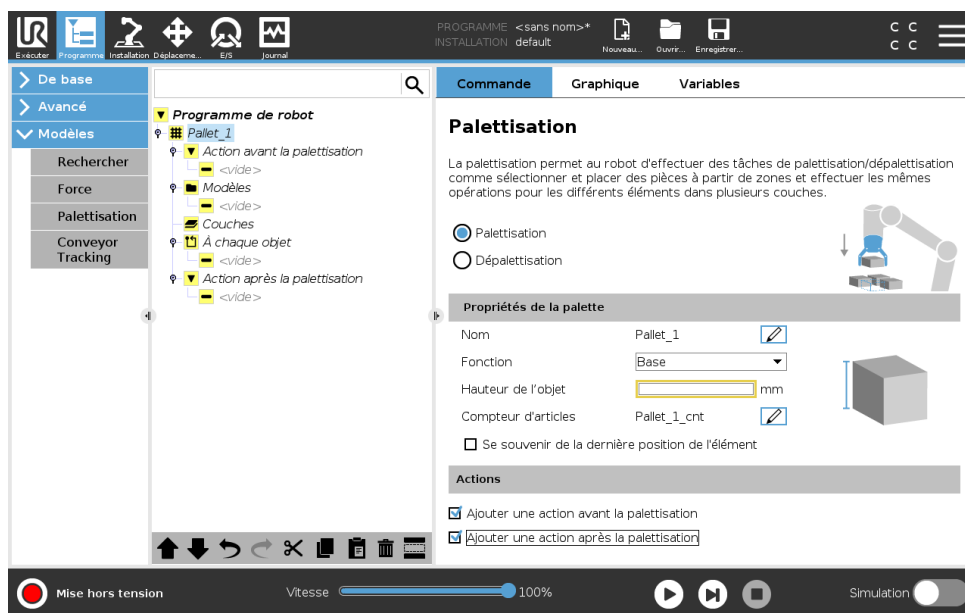 UR
PROGRAMME <sans nom>*
INSTALLATION default
Exécuter Programme Installation Déplaceme... E/S Journal
Nouveau... Ouvrir... Enregistrer...
C C
C C
De base
Avancé
Modèles
Rechercher
Force
Palettisation
Conveyor
Tracking
Programme de robot
Pallet_1
Action avant la palettisation
<vide>
Modèles
<vide>
Couches
À chaque objet
<vide>
Action après la palettisation
<vide>
Commande Graphique Variables
Palettisation
La palettisation permet au robot d'effectuer des tâches de palettisation/dépalettisation
comme sélectionner et placer des pièces à partir de zones et effectuer les mêmes
opérations pour les différents éléments dans plusieurs couches.
Palettisation
Dépalettisation
Propriétés de la palette
Nom Pallet_1
Fonction Base
Hauteur de l'objet mm
Compteur d'articles Pallet_1_cnt
Se souvenir de la dernière position de l'élément
Actions
Ajouter une action avant la palettisation
Ajouter une action après la palettisation
Mise hors tension Vitesse 100% Simulation